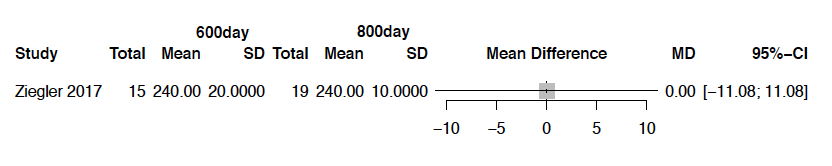 600day 800day
Study Total Mean SD Total Mean SD Mean Difference MD 95%−CI
Ziegler 2017 15 240.00 20.0000 19 240.00 10.0000 0.00 [−11.08; 11.08]
−10 −5 0 5 10